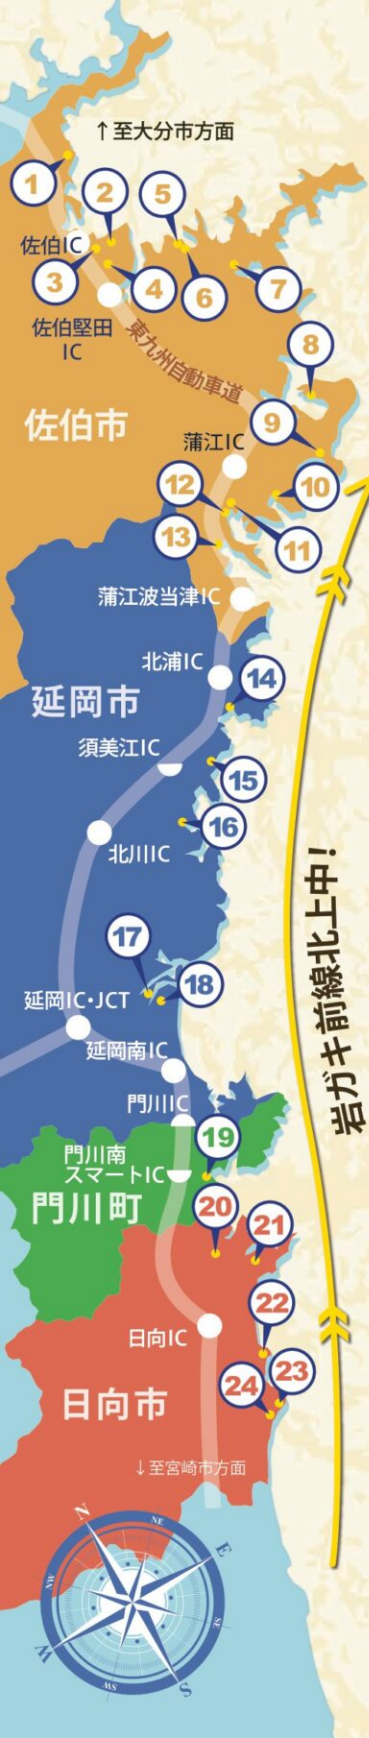 ↑至大分市方面
1
2
5
佐伯IC
3
4
6
7
佐伯堅田
IC
東九州自動車道
8
佐伯市
9
蒲江IC
12
10
13
11
蒲江波当津IC
北浦IC
14
延岡市
須美江IC
15
16
北川IC
岩ガキ前線北上中!
17
18
延岡IC・JCT
延岡南IC
門川IC
19
門川南
スマートIC
門川町
20
21
22
日向IC
23
24
日向市
↓至宮崎市方面
N
NE
E
NW
SE
W
SW
S